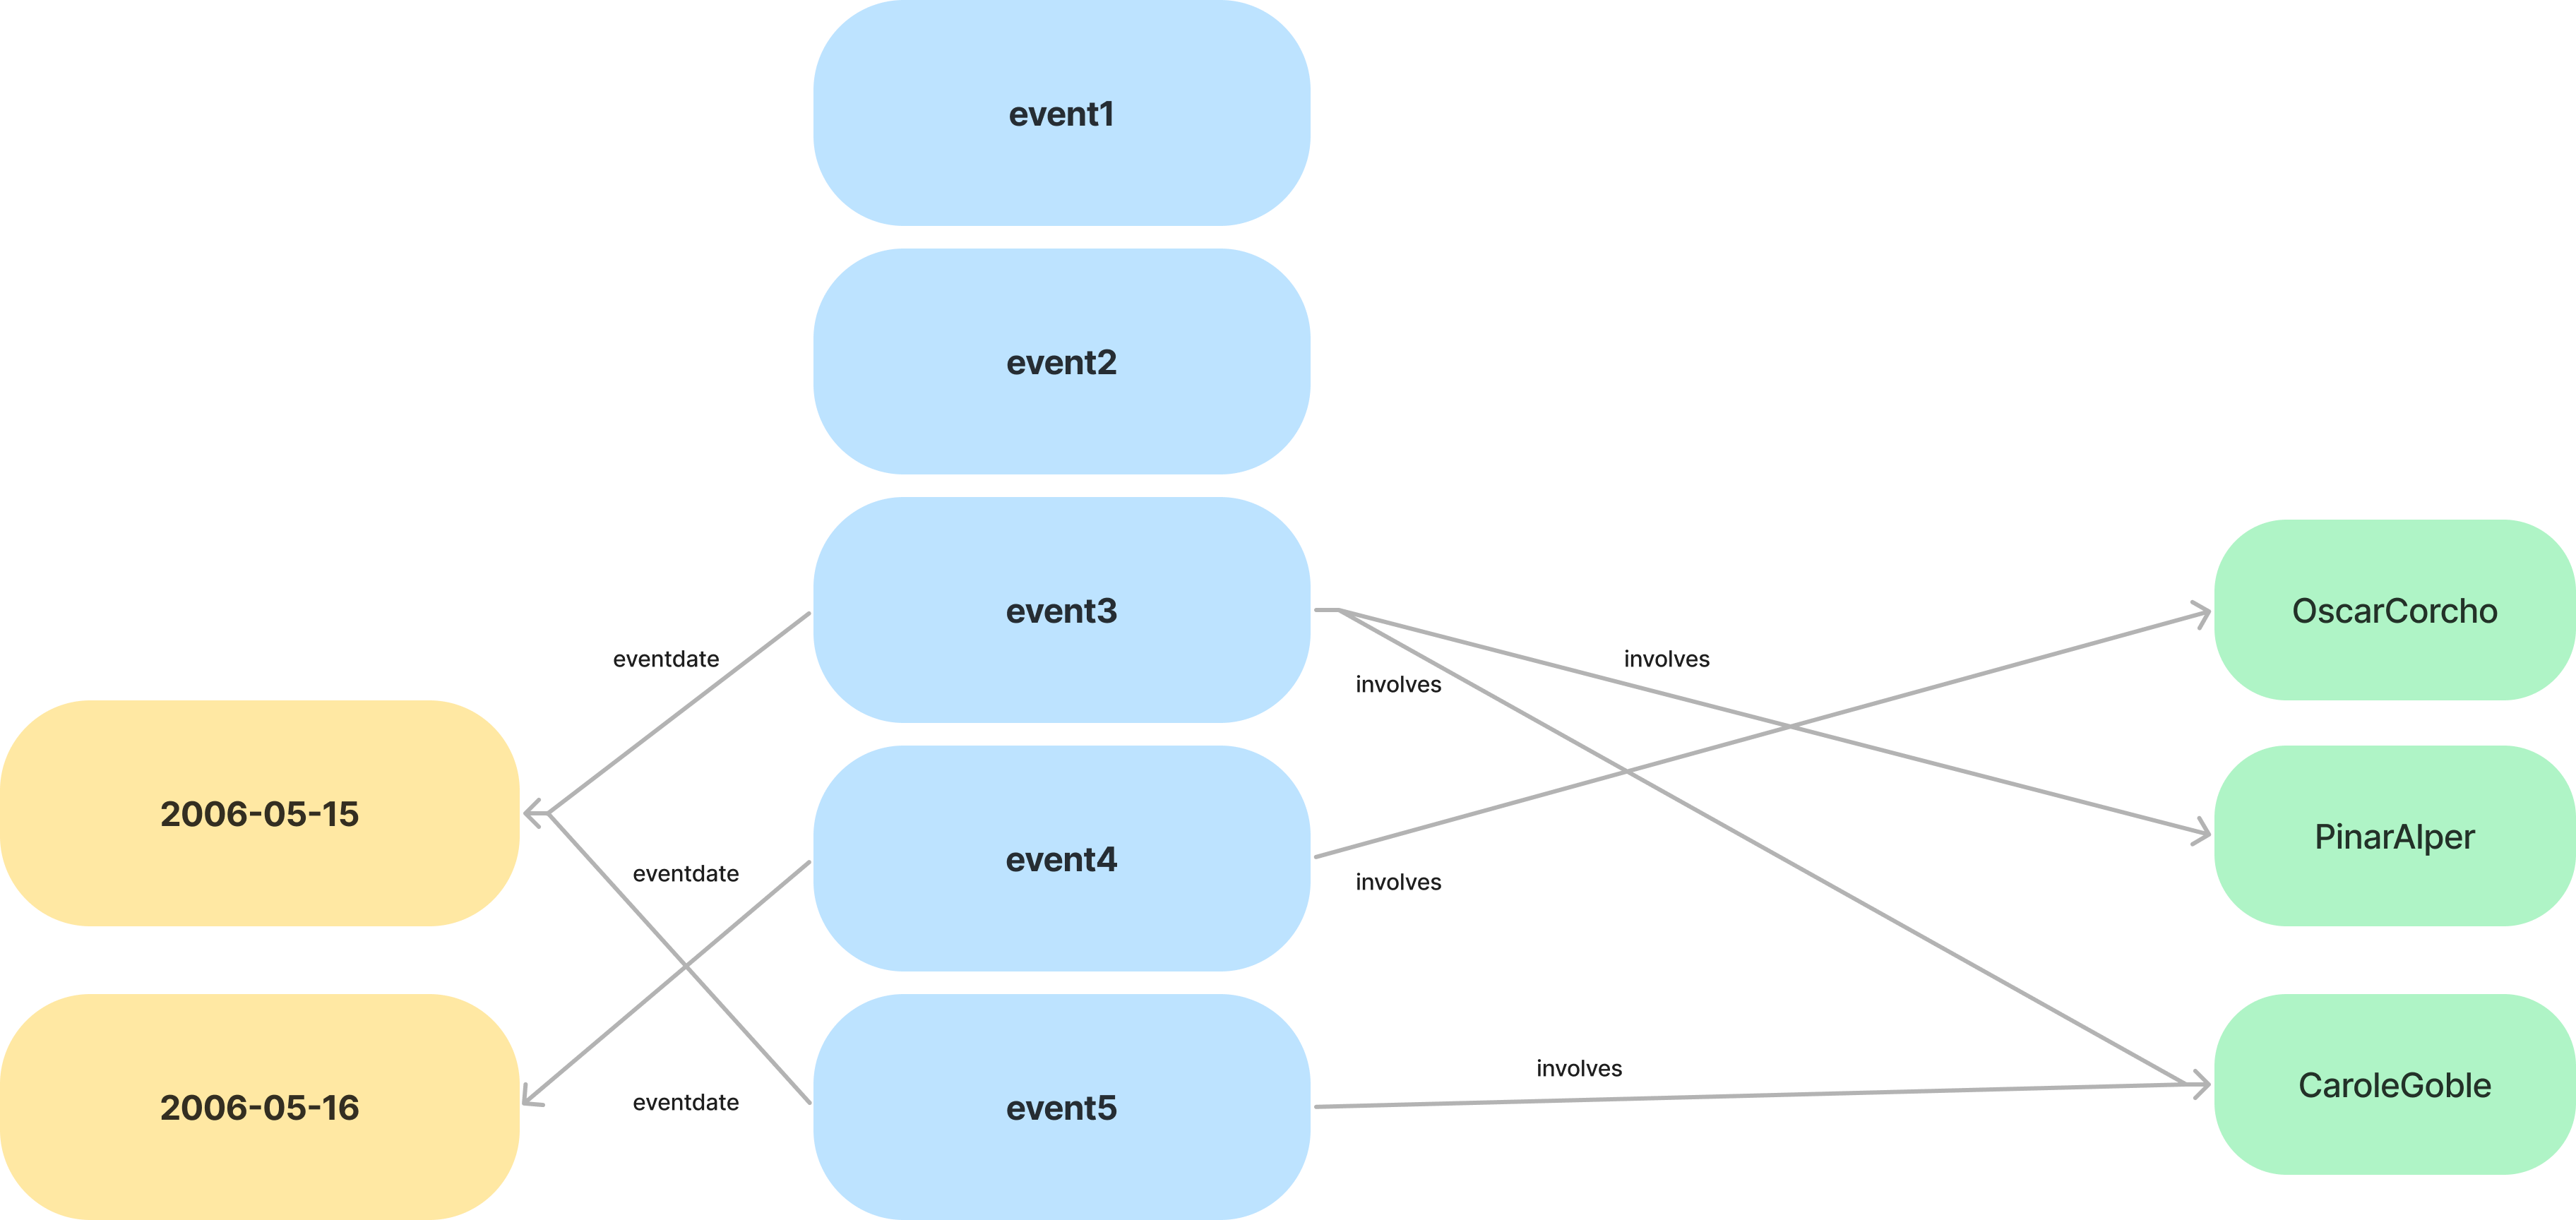 event1
event2
event3
OscarCorcho
eventdate
involves
involves
2006-05-15
PinarAlper
event4
eventdate
involves
involves
CaroleGoble
eventdate
2006-05-16
event5